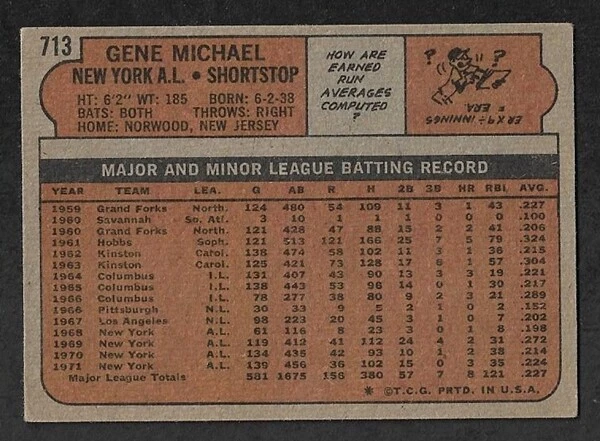 713
GENE MICHAEL
NEW YORK A.L. • SHORTSTOP
HT: 6'2" WT: 185 BORN: 6-2-38
BATS: BOTH THROWS: RIGHT
HOME: NORWOOD, NEW JERSEY
HOW ARE
EARNED
RUN
AVERAGES
COMPUTED
?
? ?
ER X 9 ÷ INNINGS
= ERA
MAJOR AND MINOR LEAGUE BATTING RECORD
YEAR TEAM LEA. G AB R H 2B 3B HR RBI AVG.
1959 Grand Forks North. 124 480 54 109 11 3 1 43 .227
1960 Savannah So. Atl. 3 10 1 1 1 0 0 0 .100
1960 Grand Forks North. 121 428 47 88 15 2 2 41 .206
1961 Hobbs Soph. 121 513 121 166 25 7 5 79 .324
1962 Kinston Carol. 138 474 58 102 11 3 1 36 .215
1963 Kinston Carol. 125 421 73 128 17 1 57 .304
1964 Columbus I.L. 131 407 43 90 13 3 3 19 .221
1965 Columbus I.L. 138 443 53 96 14 0 1 30 .217
1966 Columbus I.L. 78 277 38 80 9 2 3 21 .289
1966 Pittsburgh N.L. 30 33 9 5 2 1 0 2 .152
1967 Los Angeles N.L. 98 223 20 45 3 1 0 7 .202
1968 New York A.L. 61 116 8 23 3 0 1 8 .198
1969 New York A.L. 119 412 41 112 24 4 2 31 .272
1970 New York A.L. 134 435 42 93 10 1 2 38 .214
1971 New York A.L. 139 456 36 102 15 0 3 35 .224
Major League Totals 581 1675 156 380 57 7 8 121 .227
* ©T.C.G. PRTD. IN U.S.A.